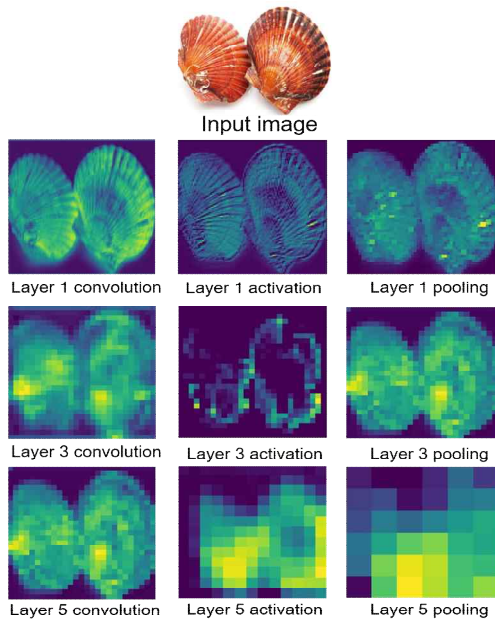 Input image
Layer 1 convolution
Layer 1 activation
Layer 1 pooling
Layer 3 convolution
Layer 3 activation
Layer 3 pooling
Layer 5 convolution
Layer 5 activation
Layer 5 pooling